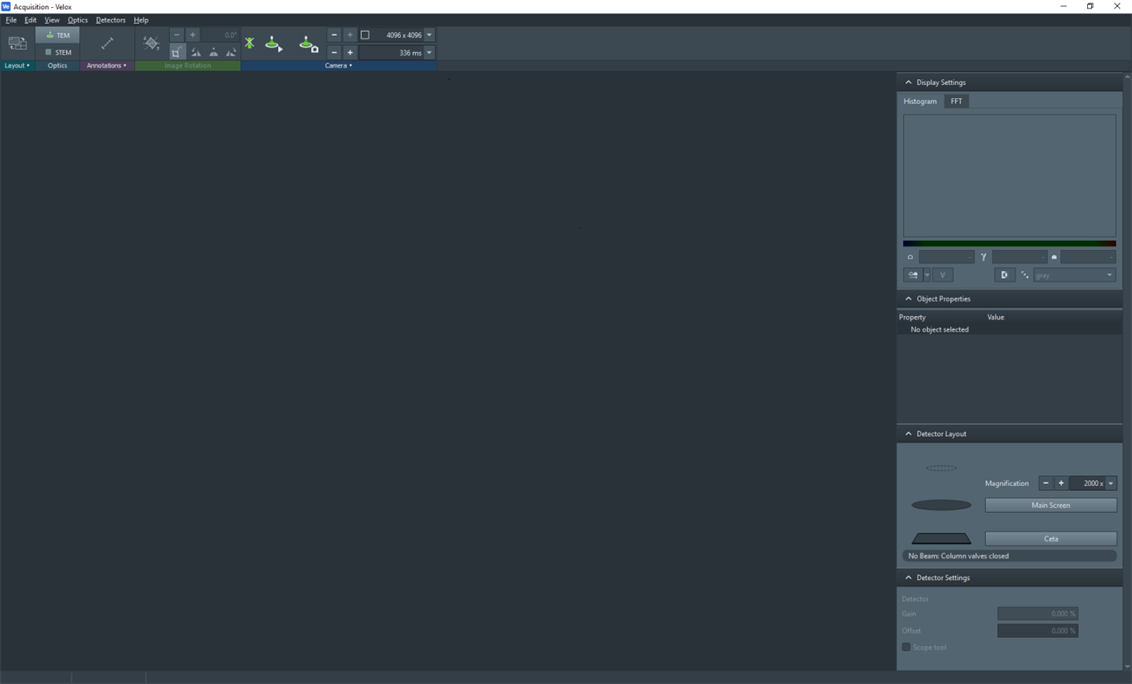 Ve Acquisition - Velox
File Edit View Optics Detectors Help
TEM 0.0° 4096 x 4096
STEM 336 ms
Layout Optics Annotations Image Rotation Camera
Display Settings
Histogram FFT
γ
V D gray
Object Properties
Property Value
No object selected
Detector Layout
Magnification 2000 x
Main Screen
Ceta
No Beam: Column valves closed
Detector Settings
Detector
Gain 0.000 %
Offset 0.000 %
Scope tool